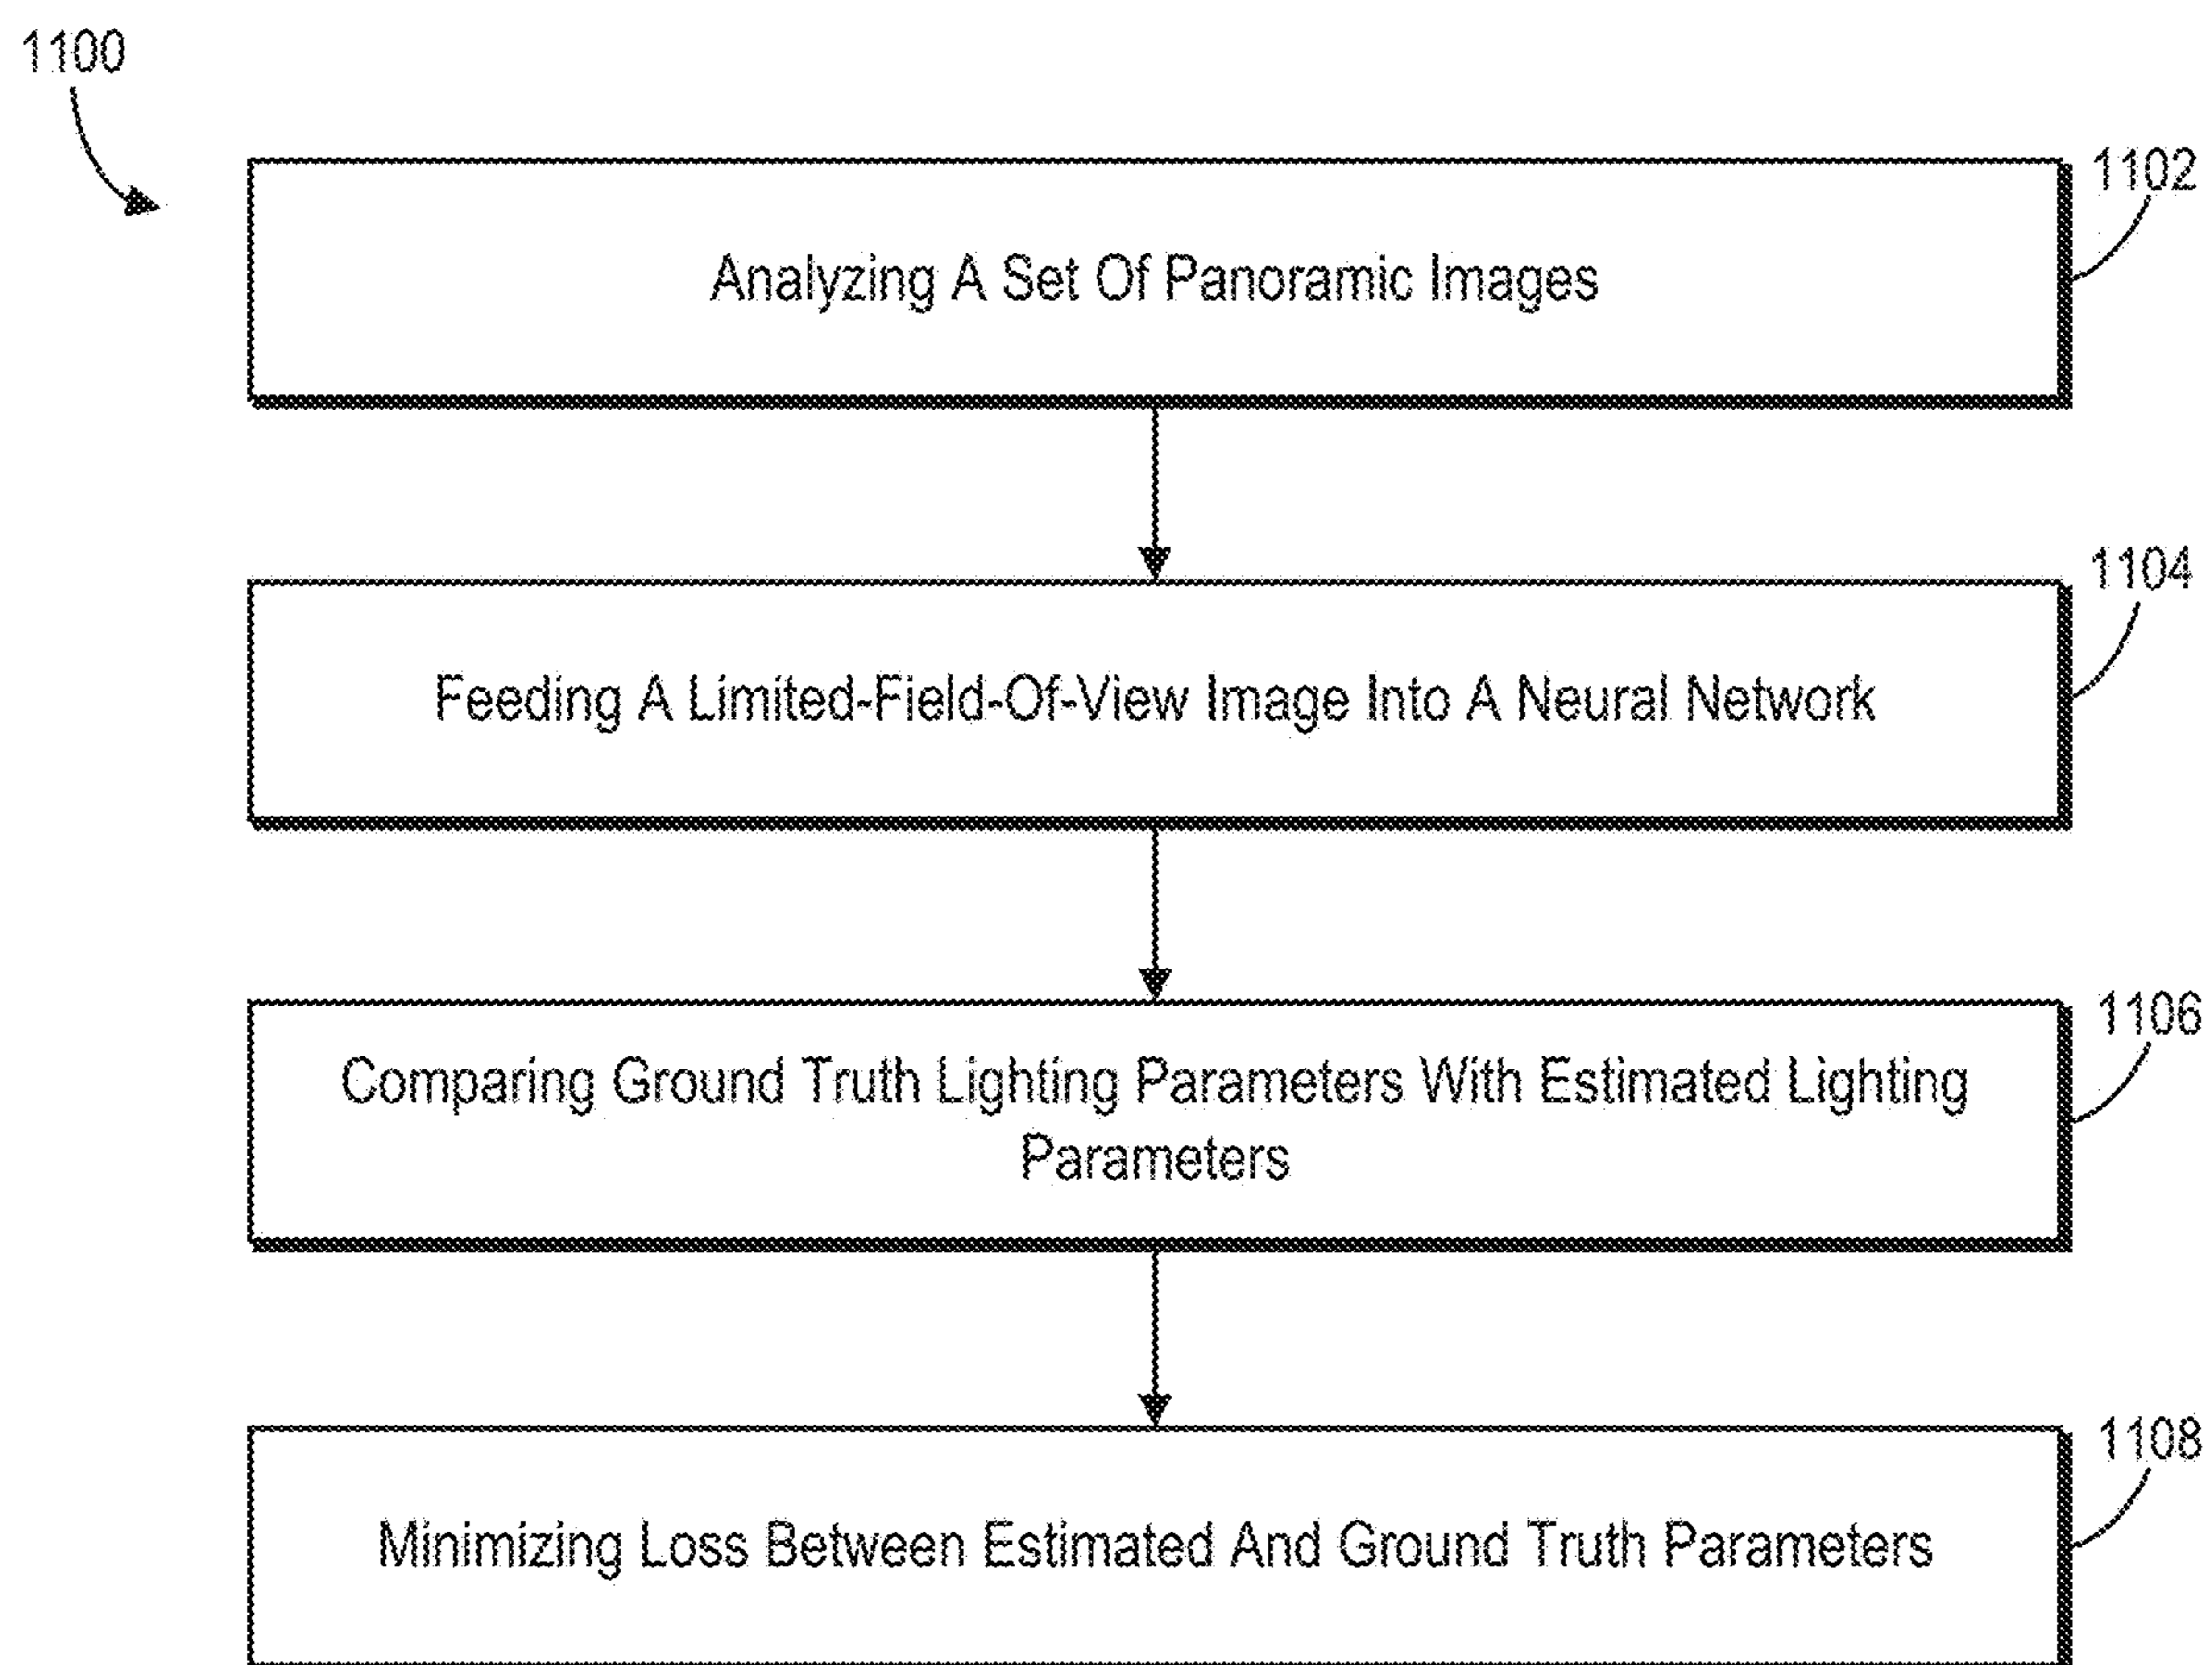 1100
1102
Analyzing A Set Of Panoramic Images
1104
Feeding A Limited-Field-Of-View Image Into A Neural Network
1106
Comparing Ground Truth Lighting Parameters With Estimated Lighting
Parameters
1108
Minimizing Loss Between Estimated And Ground Truth Parameters